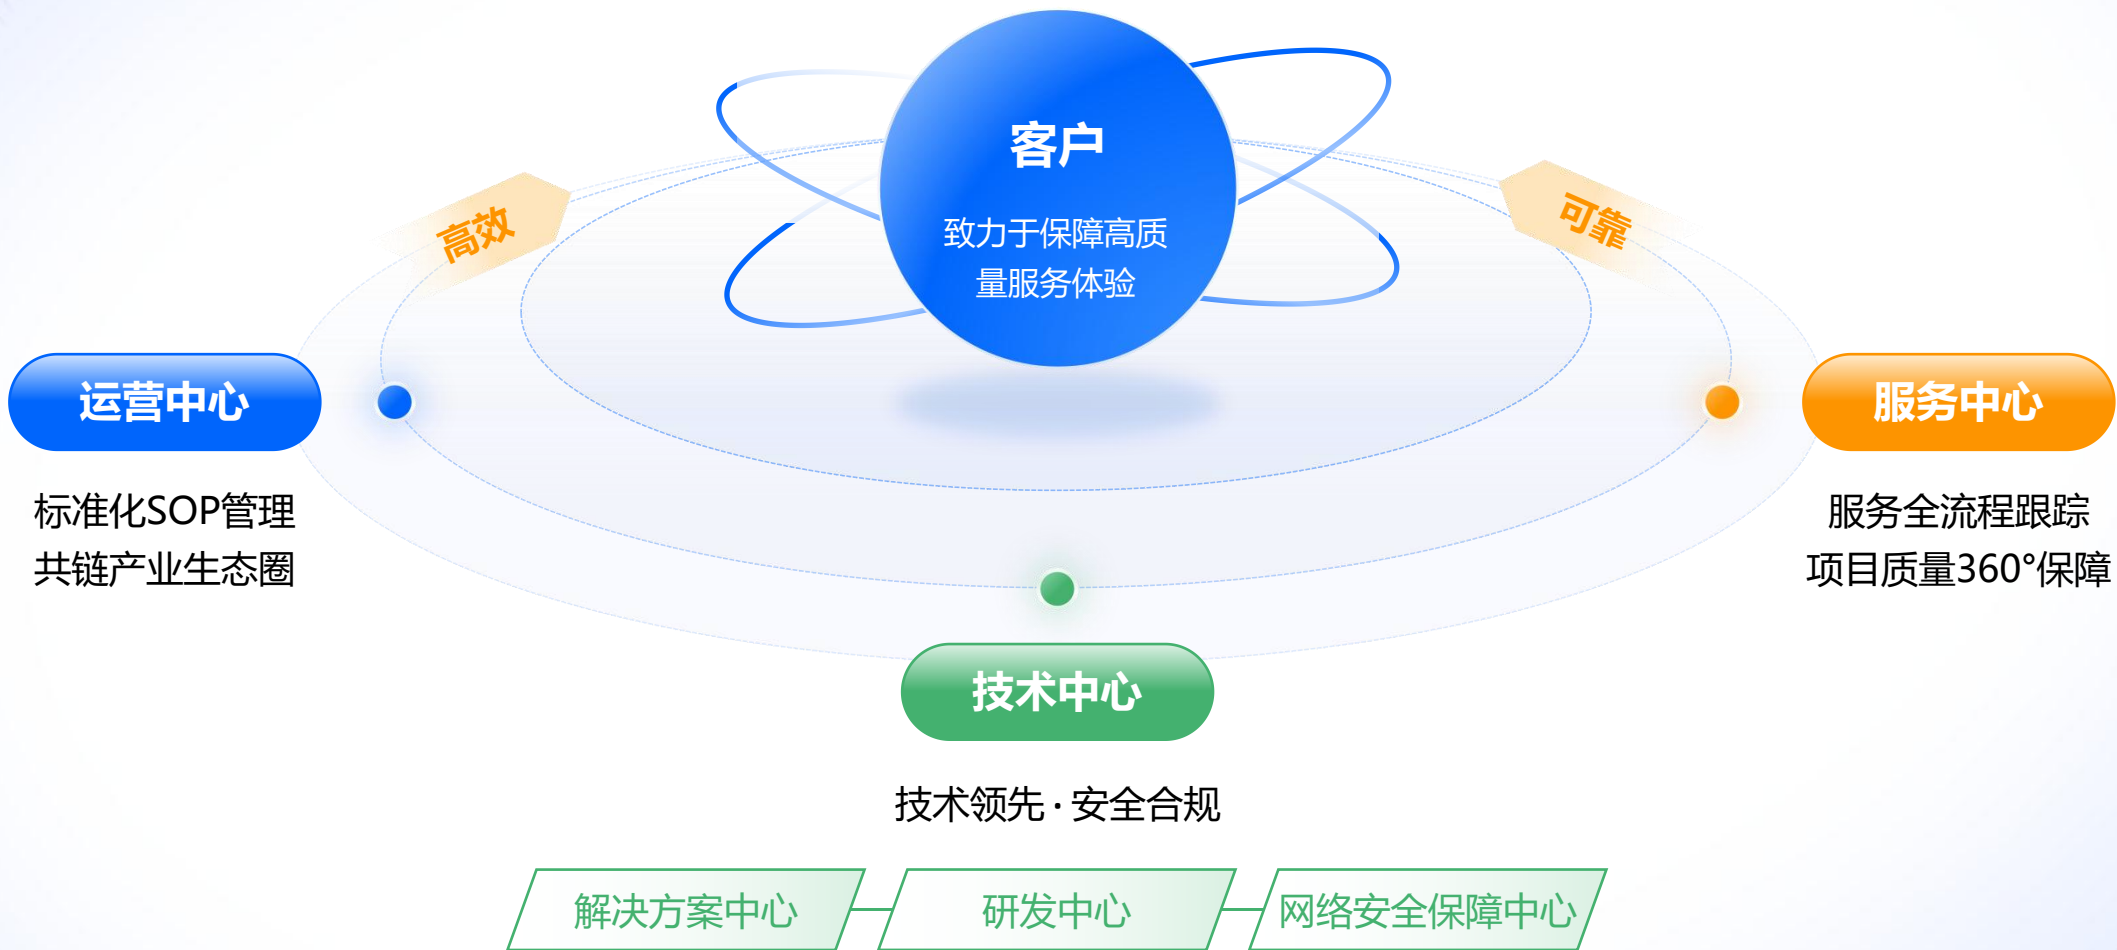 客户
致力于保障高质
量服务体验
高效
可靠
运营中心
标准化SOP管理
共链产业生态圈
服务中心
服务全流程跟踪
项目质量360°保障
技术中心
技术领先·安全合规
解决方案中心
研发中心
网络安全保障中心